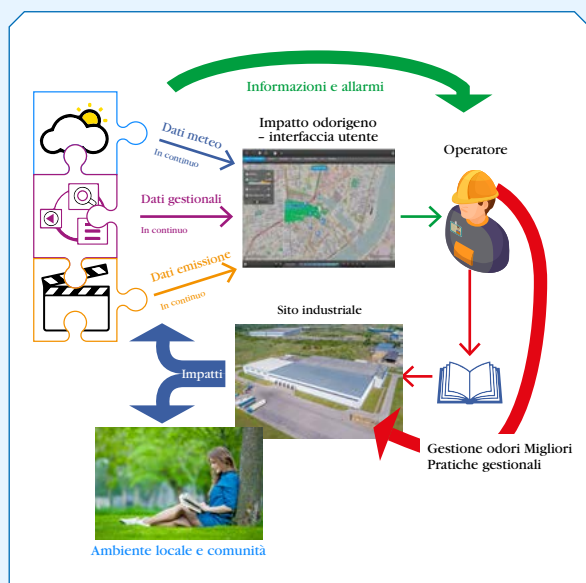 Informazioni e allarmi
Impatto odorigeno
– interfaccia utente
Operatore
Dati meteo
In continuo
Dati gestionali
In continuo
Dati emissione
In continuo
Sito industriale
Impatti
Gestione odori Migliori
Pratiche gestionali
Ambiente locale e comunità